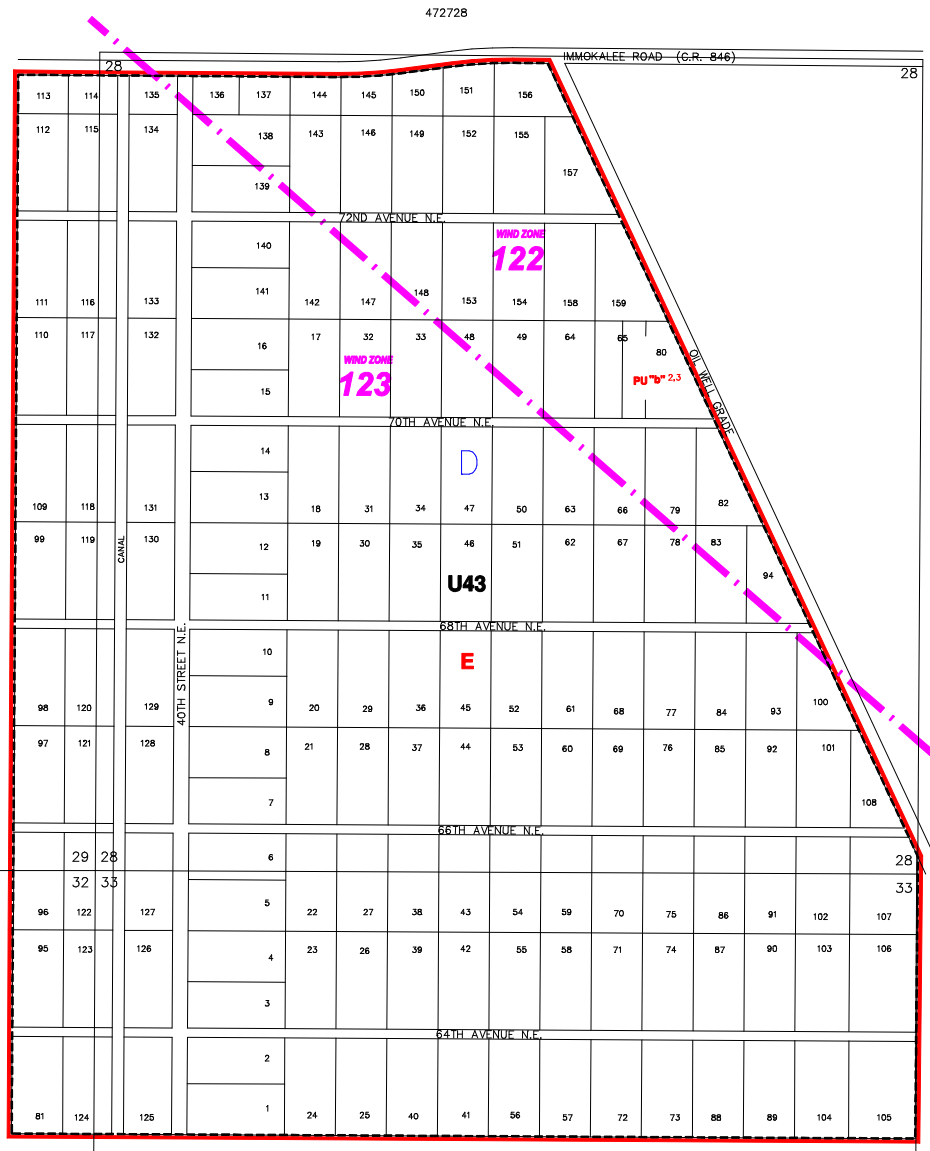 472728
IMMOKALEE ROAD (C.R. 846)
28 28
113 114 135 136 137 144 145 150 151 156
112 115 134 138 143 146 149 152 155
157
139
72ND AVENUE N.E.
WIND ZONE
122
140
141
111 116 133 142 147 148 153 154 158 159
110 117 132 16 17 32 33 48 49 64 65 80
WIND ZONE
123
PU "b" 2,3
15
OIL WELL GRADE
70TH AVENUE N.E.
14
D
13
109 118 131 18 31 34 47 50 63 66 79 82
99 119 130 12 19 30 35 46 51 62 67 78 83
CANAL
94
U43
11
68TH AVENUE N.E.
40TH STREET N.E.
10
E
9
98 120 129 20 29 36 45 52 61 68 77 84 93 100
97 121 128 8 21 28 37 44 53 60 69 76 85 92 101
7
108
66TH AVENUE N.E.
6
29 28 28
32 33 33
5
96 122 127 22 27 38 43 54 59 70 75 86 91 102 107
95 123 126 23 26 39 42 55 58 71 74 87 90 103 106
4
3
64TH AVENUE N.E.
2
1
81 124 125 24 25 40 41 56 57 72 73 88 89 104 105